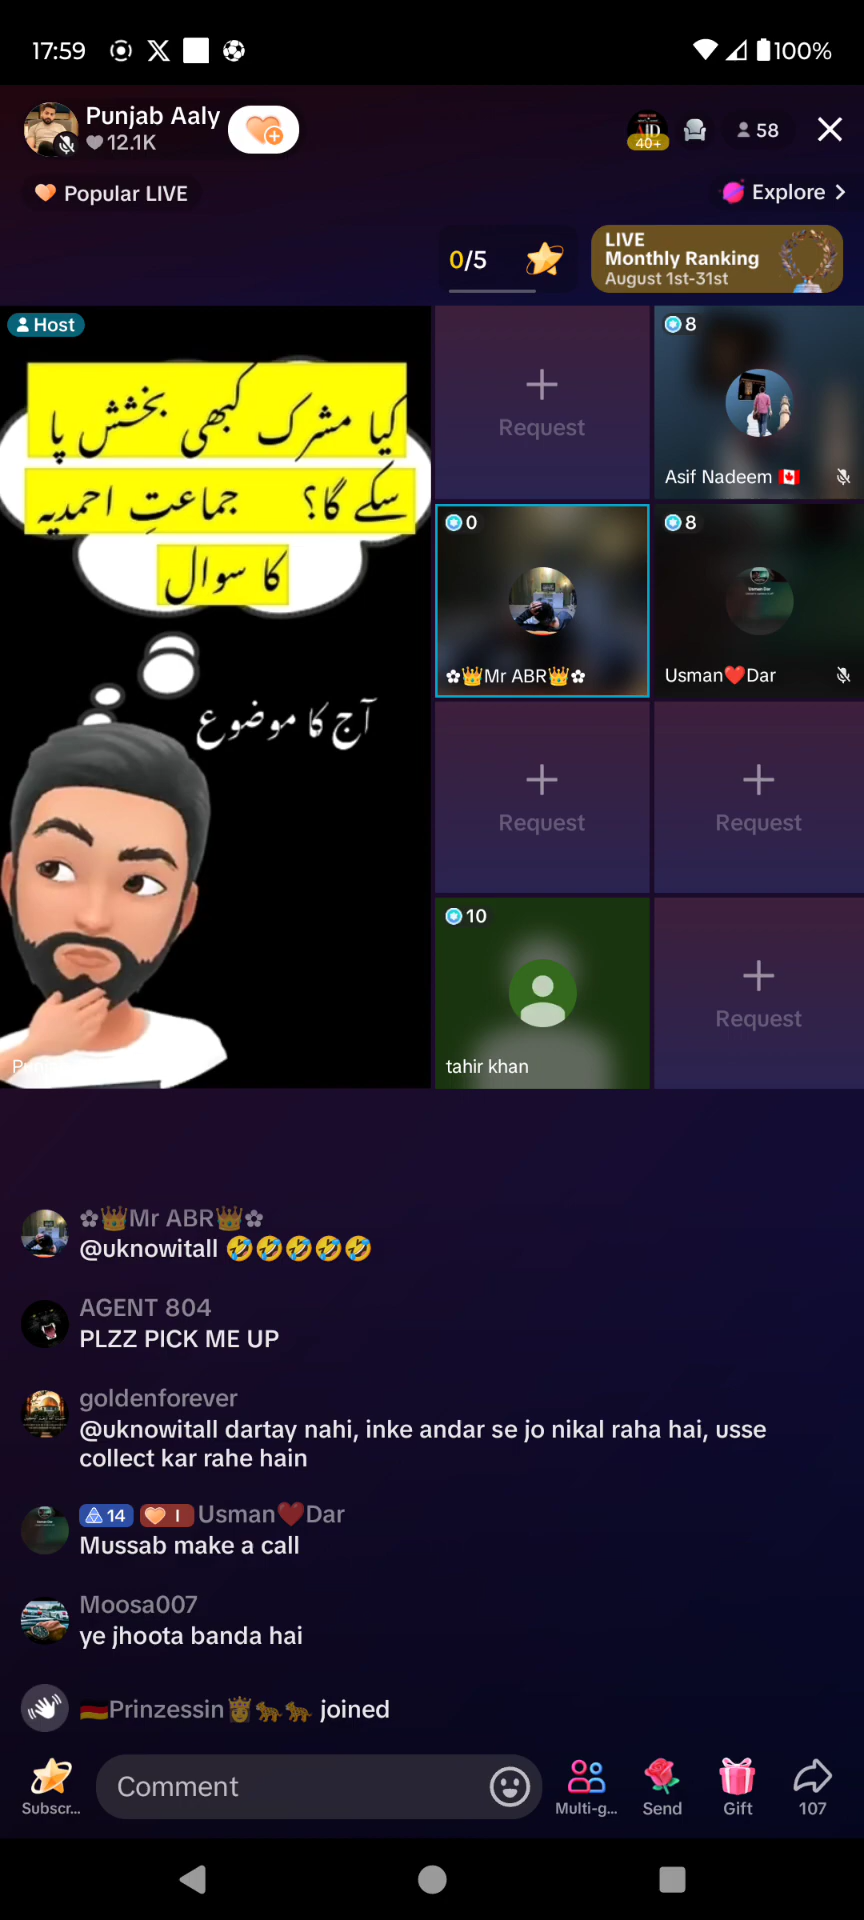 17:59
100%
Punjab Aaly
12.1K
40+
58
Popular LIVE
Explore
0/5
LIVE
Monthly Ranking
August 1st-31st
Host
کیا مشرک کبھی بخشش پا
سکے گا؟ جماعتِ احمدیہ
کا سوال
آج کا موضوع
Request
8
Asif Nadeem 🇨🇦
0
✿👑Mr ABR👑✿
8
Usman❤️Dar
Request
Request
10
tahir khan
Request
✿👑Mr ABR👑✿
@uknowitall 🤣🤣🤣🤣🤣
AGENT 804
PLZZ PICK ME UP
goldenforever
@uknowitall dartay nahi, inke andar se jo nikal raha hai, usse
collect kar rahe hain
14 I Usman❤️Dar
Mussab make a call
Moosa007
ye jhoota banda hai
🇩🇪Prinzessin👸🐆🐆 joined
Comment
Subscr...
Multi-g...
Send
Gift
107